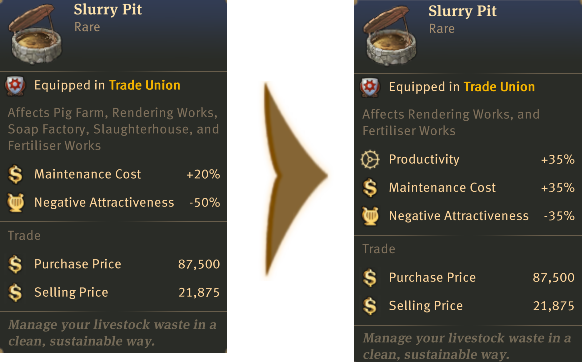 Slurry Pit
Rare
Equipped in Trade Union
Affects Pig Farm, Rendering Works,
Soap Factory, Slaughterhouse, and
Fertiliser Works
Maintenance Cost +20%
Negative Attractiveness -50%
Trade
Purchase Price 87,500
Selling Price 21,875
Manage your livestock waste in a
clean, sustainable way.
Slurry Pit
Rare
Equipped in Trade Union
Affects Rendering Works, and
Fertiliser Works
Productivity +35%
Maintenance Cost +35%
Negative Attractiveness -35%
Trade
Purchase Price 87,500
Selling Price 21,875
Manage your livestock waste in a
clean, sustainable way.